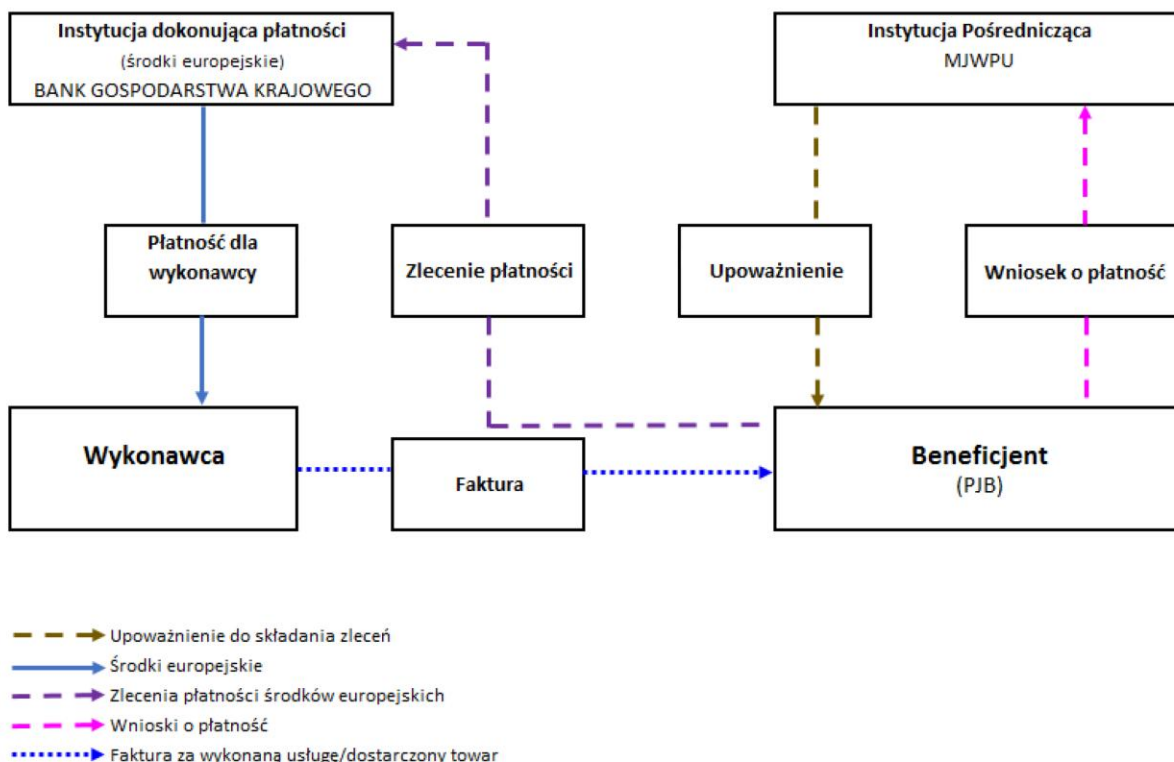 Instytucja dokonująca płatności
(środki europejskie)
BANK GOSPODARSTWA KRAJOWEGO
Instytucja Pośrednicząca
MJWPU
Płatność dla
wykonawcy
Zlecenie płatności
Upoważnienie
Wniosek o płatność
Wykonawca
Faktura
Beneficjent
(PJB)
Upoważnienie do składania zleceń
Środki europejskie
Zlecenia płatności środków europejskich
Wnioski o płatność
Faktura za wykonaną usługę/dostarczony towar